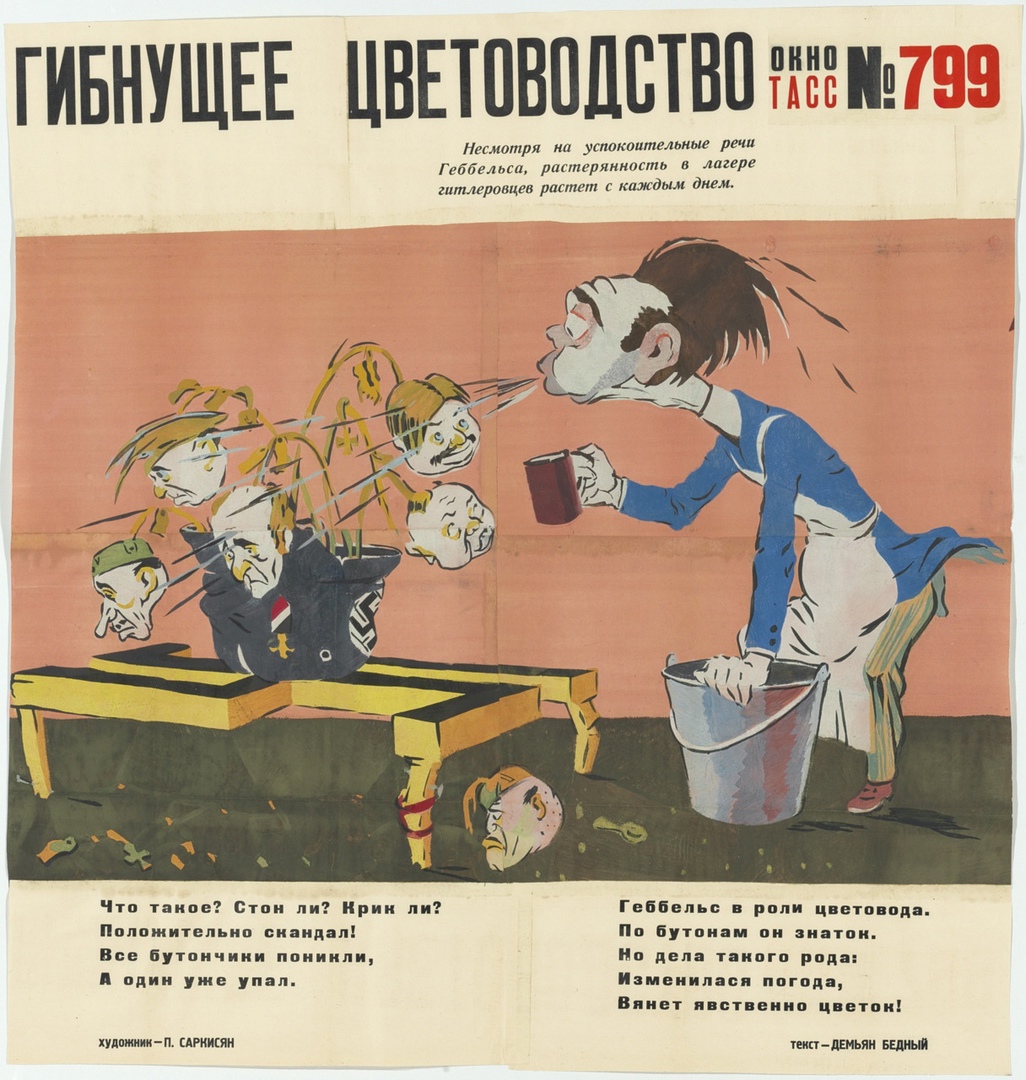 ГИБНУЩЕЕ ЦВЕТОВОДСТВО
ОКНО
ТАСС
№799
Несмотря на успокоительные речи
Геббельса, растерянность в лагере
гитлеровцев растет с каждым днем.
Что такое? Стон ли? Крик ли?
Положительно скандал!
Все бутончики поникли,
А один уже упал.
Геббельс в роли цветовода.
По бутонам он знаток.
Но дела такого рода:
Изменилася погода,
Вянет явственно цветок!
художник—П. САРКИСЯН
текст—ДЕМЬЯН БЕДНЫЙ